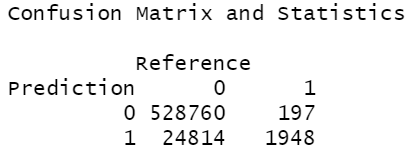 Confusion Matrix and Statistics
Reference
Prediction 0 1
0 528760 197
1 24814 1948